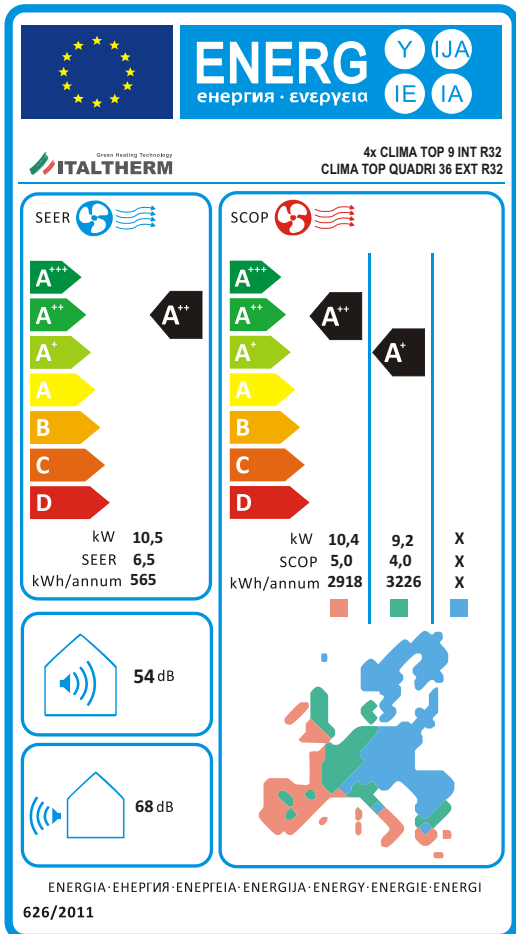 ENERG
енергия · ενεργεια
Y IJA
IE IA
Green Heating Technology
ITALTHERM
4x CLIMA TOP 9 INT R32
CLIMA TOP QUADRI 36 EXT R32
SEER
A+++
A++
A+
A
B
C
D
A++
kW 10,5
SEER 6,5
kWh/annum 565
SCOP
A+++
A++
A+
A
B
C
D
A++
A+
kW 10,4 9,2 X
SCOP 5,0 4,0 X
kWh/annum 2918 3226 X
54 dB
68 dB
ENERGIA·ЕНЕРГИЯ·ΕΝΕΡΓΕΙΑ·ENERGIJA·ENERGY·ENERGIE·ENERGI
626/2011